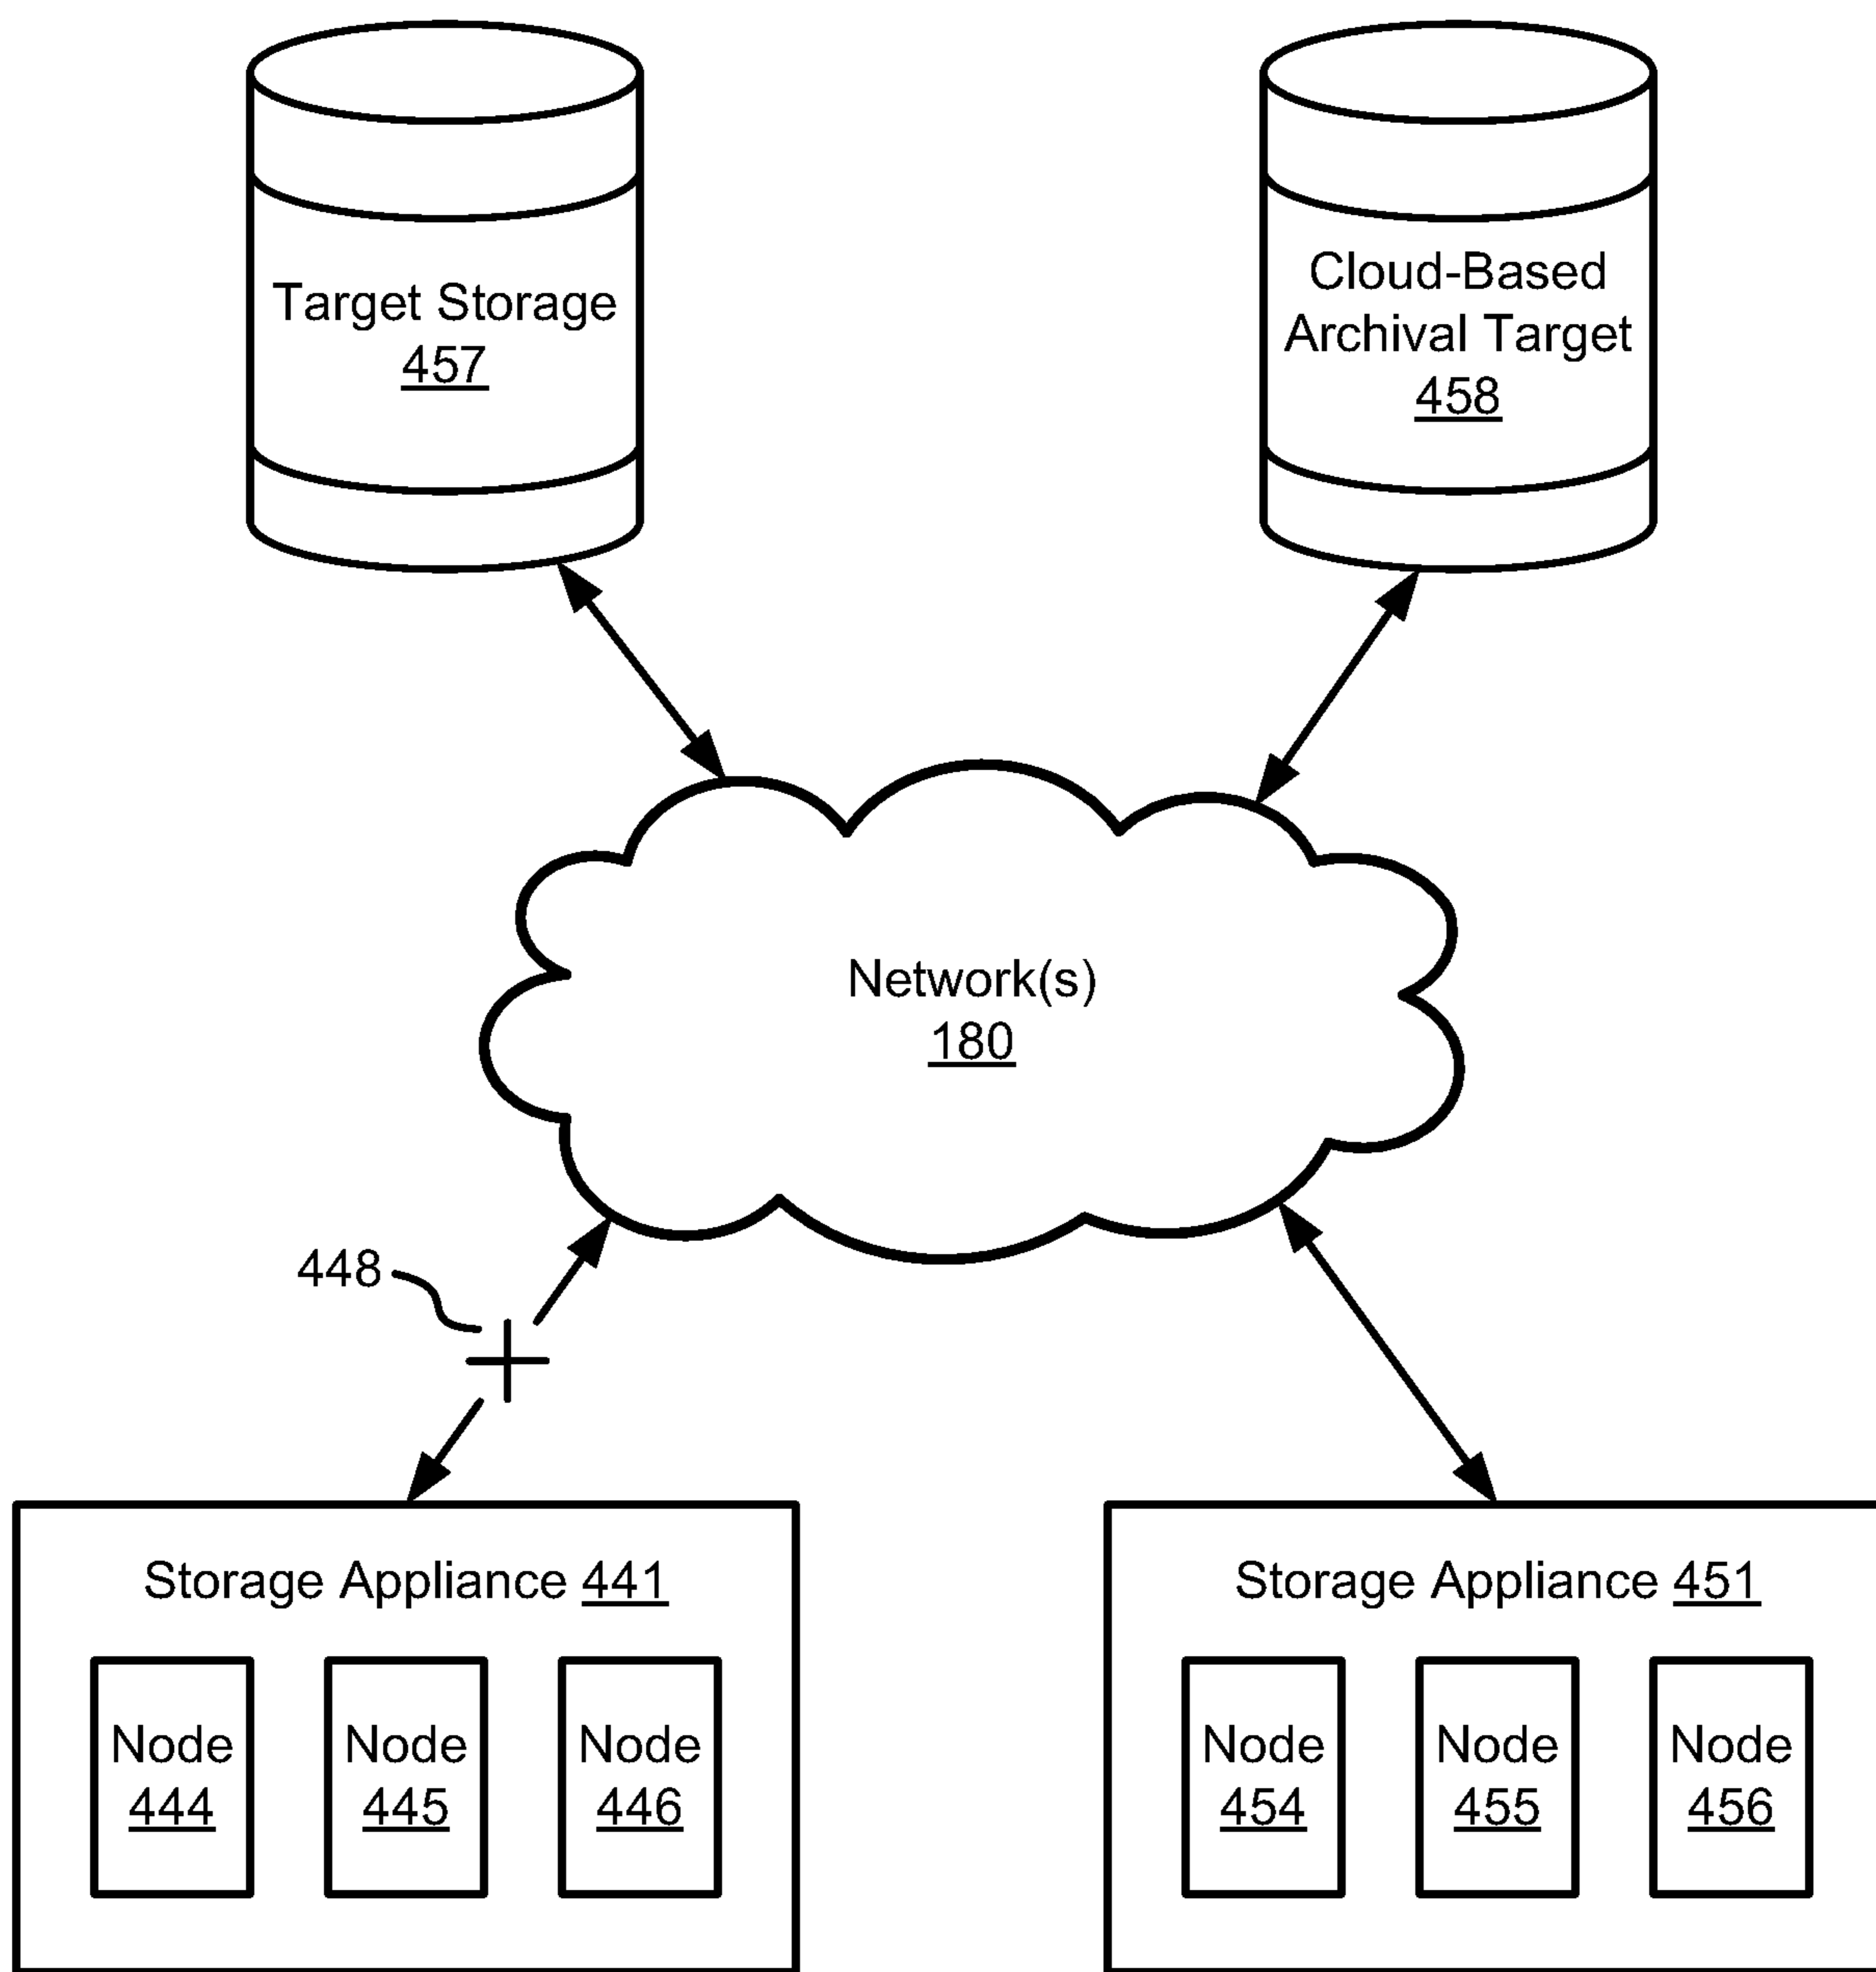 Target Storage
457
Cloud-Based
Archival Target
458
Network(s)
180
448
Storage Appliance 441
Node
444
Node
445
Node
446
Storage Appliance 451
Node
454
Node
455
Node
456